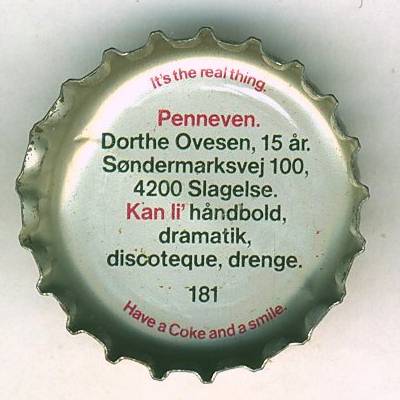 It's the real thing.
Penneven.
Dorthe Ovesen, 15 år.
Søndermarksvej 100,
4200 Slagelse.
Kan li' håndbold,
dramatik,
discoteque, drenge.
181
Have a Coke and a smile.